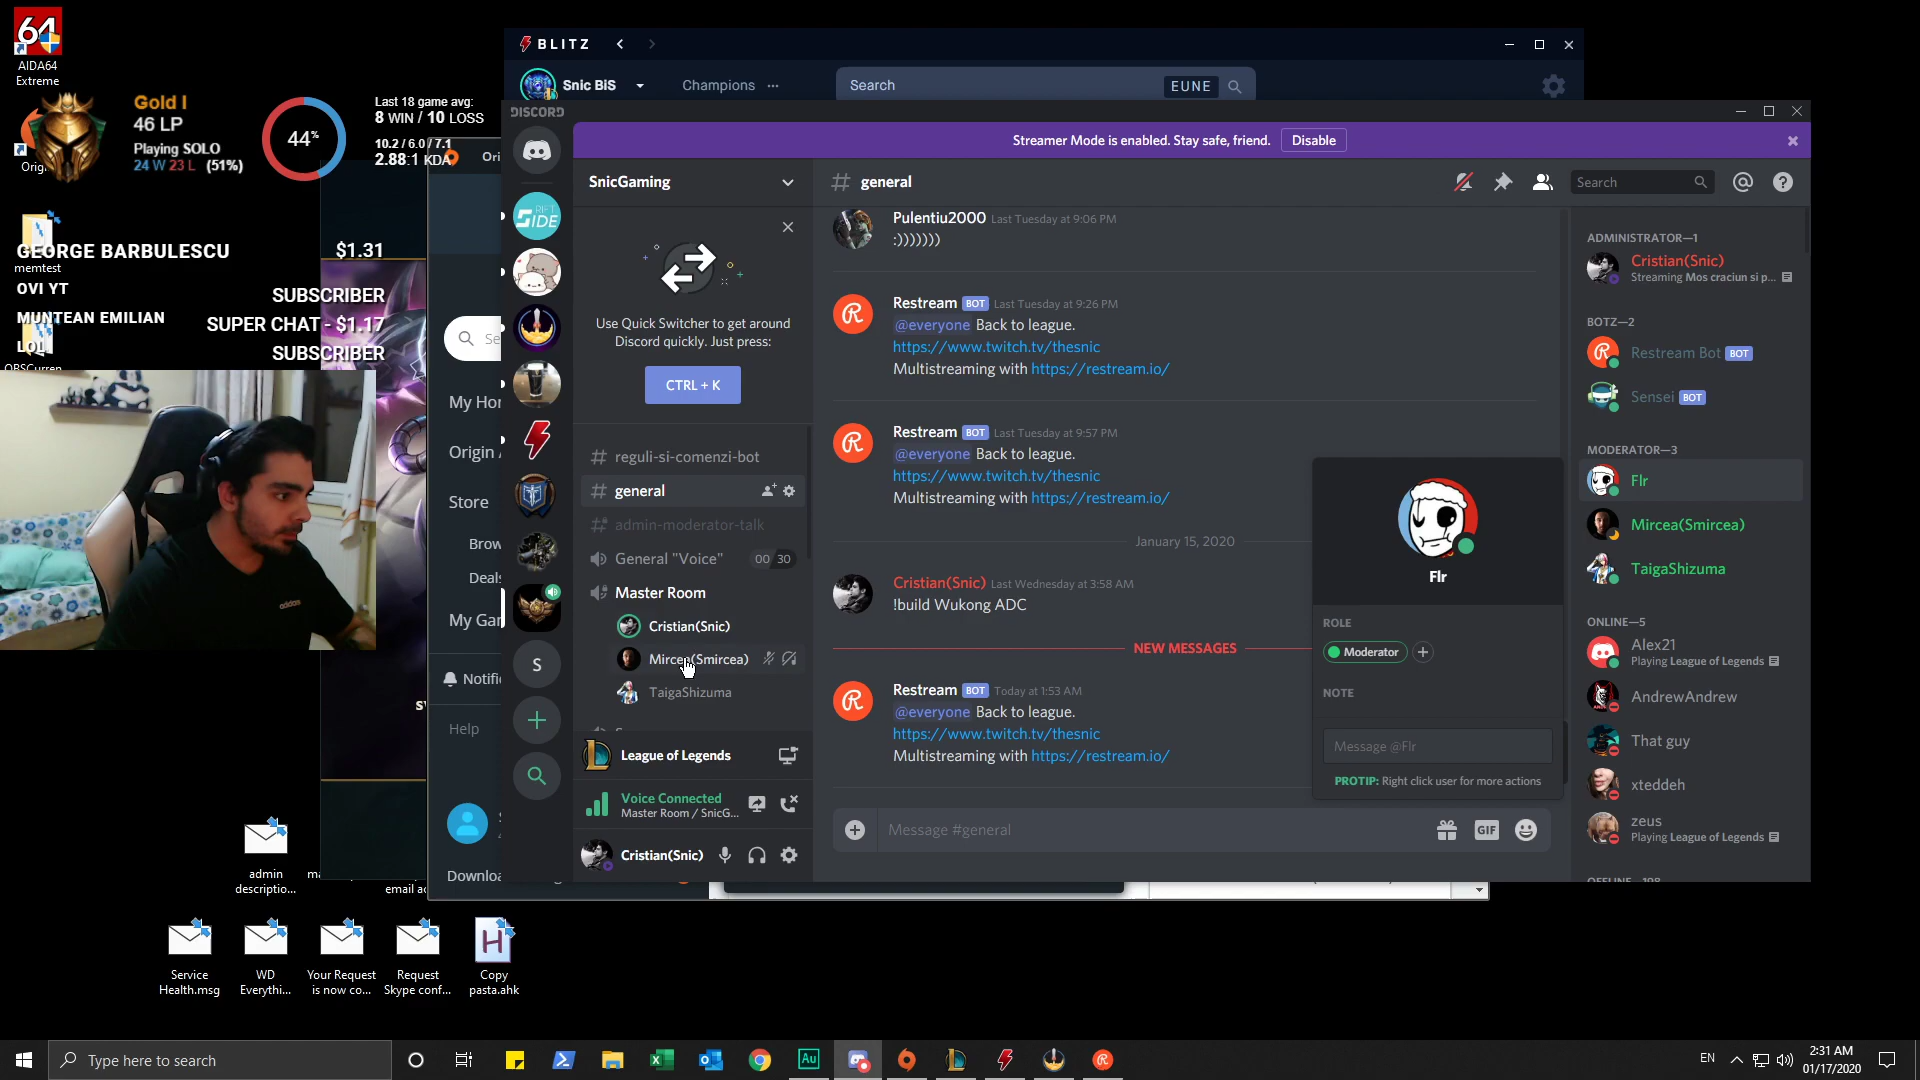 AIDA64
Extreme
Gold I
46 LP
Playing SOLO
24 W 23 L (51%)
44%
Last 18 game avg:
8 WIN / 10 LOSS
10.2 / 6.0 / 7.1
2.88:1 KDA
memtest
GEORGE BARBULESCU $1.31
OVI YT SUBSCRIBER
MUNTEAN EMILIAN SUPER CHAT - $1.17
LOL SUBSCRIBER
BLITZ
Snic BiS
Champions
Search
EUNE
DISCORD
Streamer Mode is enabled. Stay safe, friend.
Disable
Ori
Se
My Hor
Origin A
Store
Brow
Deals
My Gar
Notific
Help
RIFT
SIDE
S
SnicGaming
Use Quick Switcher to get around
Discord quickly. Just press:
CTRL + K
reguli-si-comenzi-bot
general
admin-moderator-talk
General "Voice" 00 30
Master Room
Cristian(Snic)
Mircea(Smircea)
TaigaShizuma
League of Legends
Voice Connected
Master Room / SnicG...
Cristian(Snic)
# general
Search
Pulentiu2000 Last Tuesday at 9:06 PM
:)))))))
Restream BOT Last Tuesday at 9:26 PM
@everyone Back to league.
https://www.twitch.tv/thesnic
Multistreaming with https://restream.io/
Restream BOT Last Tuesday at 9:57 PM
@everyone Back to league.
https://www.twitch.tv/thesnic
Multistreaming with https://restream.io/
January 15, 2020
Cristian(Snic) Last Wednesday at 3:58 AM
!build Wukong ADC
NEW MESSAGES
Restream BOT Today at 1:53 AM
@everyone Back to league.
https://www.twitch.tv/thesnic
Multistreaming with https://restream.io/
Message #general
GIF
Flr
ROLE
Moderator
NOTE
Message @Flr
PROTIP: Right click user for more actions
ADMINISTRATOR—1
Cristian(Snic)
Streaming Mos craciun si p...
BOTZ—2
Restream Bot BOT
Sensei BOT
MODERATOR—3
Flr
Mircea(Smircea)
TaigaShizuma
ONLINE—5
Alex21
Playing League of Legends
AndrewAndrew
That guy
xteddeh
zeus
Playing League of Legends
adidas
admin
descriptio...
email ac
Downloa
Service
Health.msg
WD
Everythi...
Your Request
is now co...
Request
Skype conf...
Copy
pasta.ahk
Type here to search
Au
EN
2:31 AM
01/17/2020